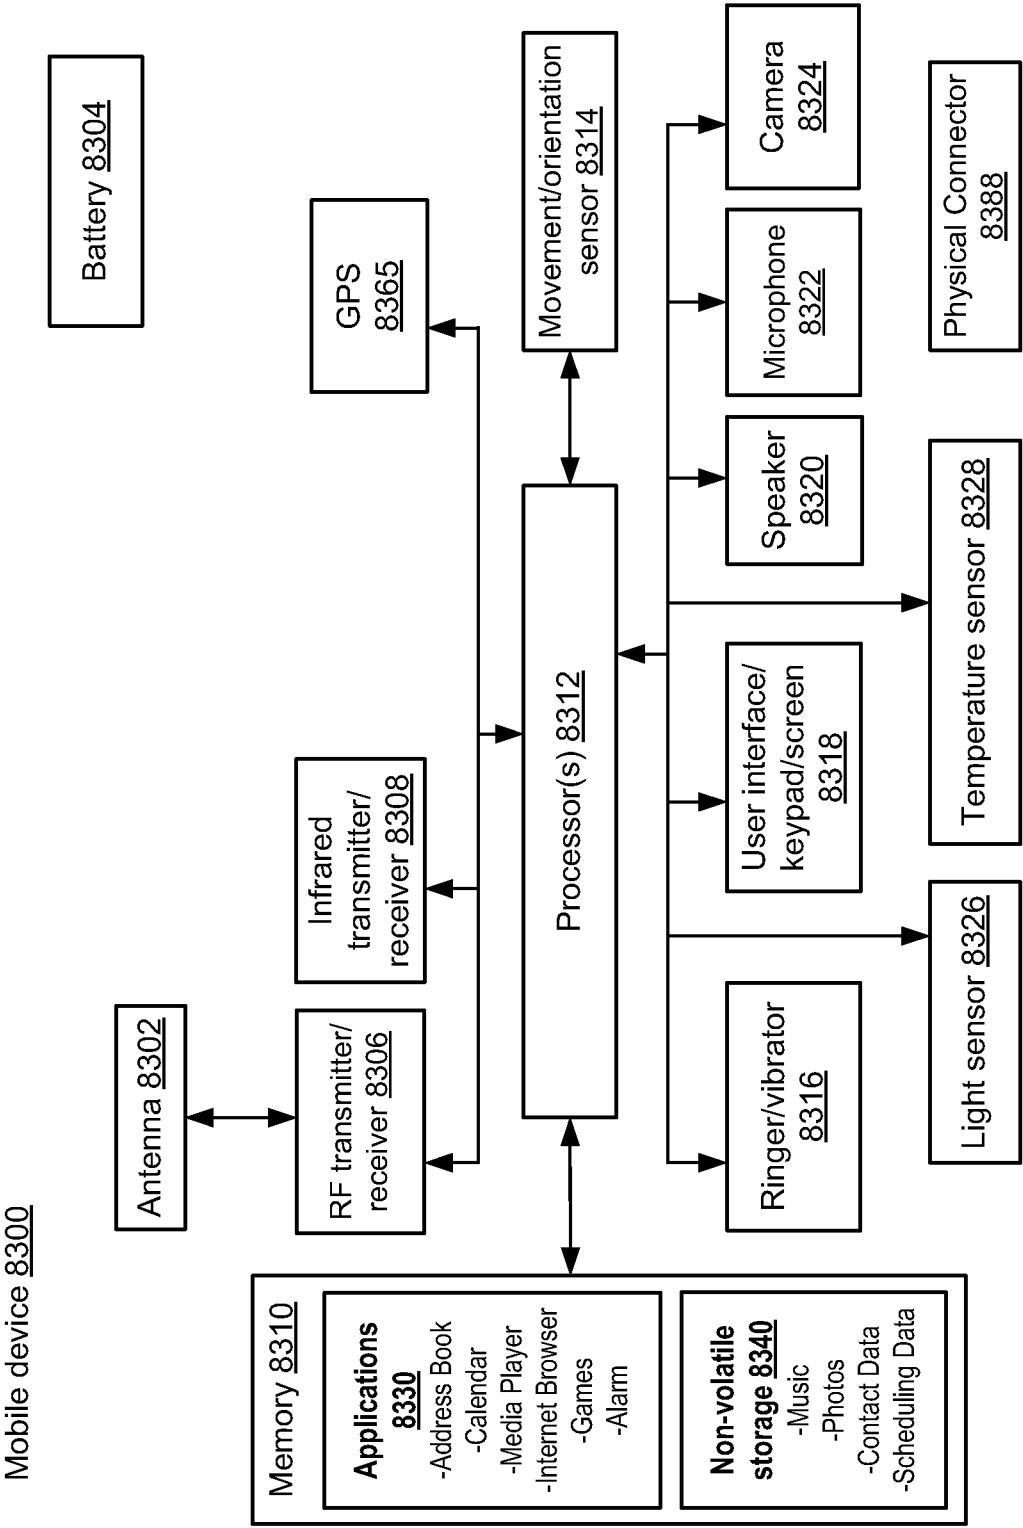 Mobile device 8300
Antenna 8302
Battery 8304
Memory 8310
Applications
8330
-Address Book
-Calendar
-Media Player
-Internet Browser
-Games
-Alarm
Non-volatile
storage 8340
-Music
-Photos
-Contact Data
-Scheduling Data
RF transmitter/
receiver 8306
Infrared
transmitter/
receiver 8308
GPS
8365
Processor(s) 8312
Movement/orientation
sensor 8314
Ringer/vibrator
8316
User interface/
keypad/screen
8318
Speaker
8320
Microphone
8322
Camera
8324
Light sensor 8326
Temperature sensor 8328
Physical Connector
8388